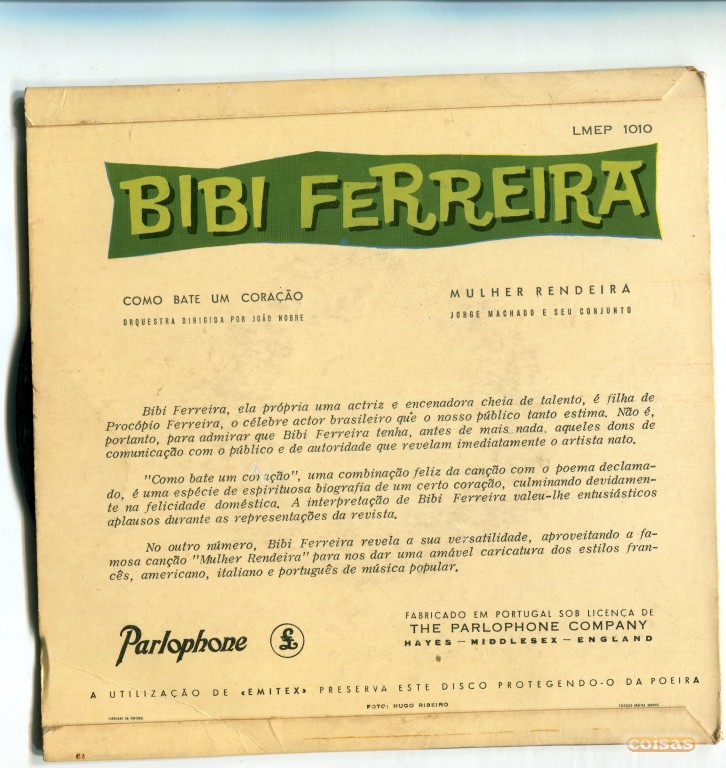 LMEP 1010
BIBI FERREIRA
COMO BATE UM CORAÇÃO
ORQUESTRA DIRIGIDA POR JOÃO NOBRE
MULHER RENDEIRA
JORGE MACHADO E SEU CONJUNTO
Bibi Ferreira, ela própria uma actriz e encenadora cheia de talento, é filha de
Procópio Ferreira, o célebre actor brasileiro que o nosso público tanto estima. Não é,
portanto, para admirar que Bibi Ferreira tenha, antes de mais nada, aqueles dons de
comunicação com o público e de autoridade que revelam imediatamente o artista nato.
"Como bate um coração", uma combinação feliz da canção com o poema declama-
do, é uma espécie de espirituosa biografia de um certo coração, culminando devidamen-
te na felicidade doméstica. A interpretação de Bibi Ferreira valeu-lhe entusiásticos
aplausos durante as representações da revista.
No outro número, Bibi Ferreira revela a sua versatilidade, aproveitando a fa-
mosa canção "Mulher Rendeira" para nos dar uma amável caricatura dos estilos fran-
cês, americano, italiano e português de música popular.
Parlophone £
FABRICADO EM PORTUGAL SOB LICENÇA DE
THE PARLOPHONE COMPANY
HAYES — MIDDLESEX — ENGLAND
A UTILIZAÇÃO DE «EMITEX» PRESERVA ESTE DISCO PROTEGENDO-O DA POEIRA
FABRICADO EM PORTUGAL
FOTO: HUGO RIBEIRO
coisas